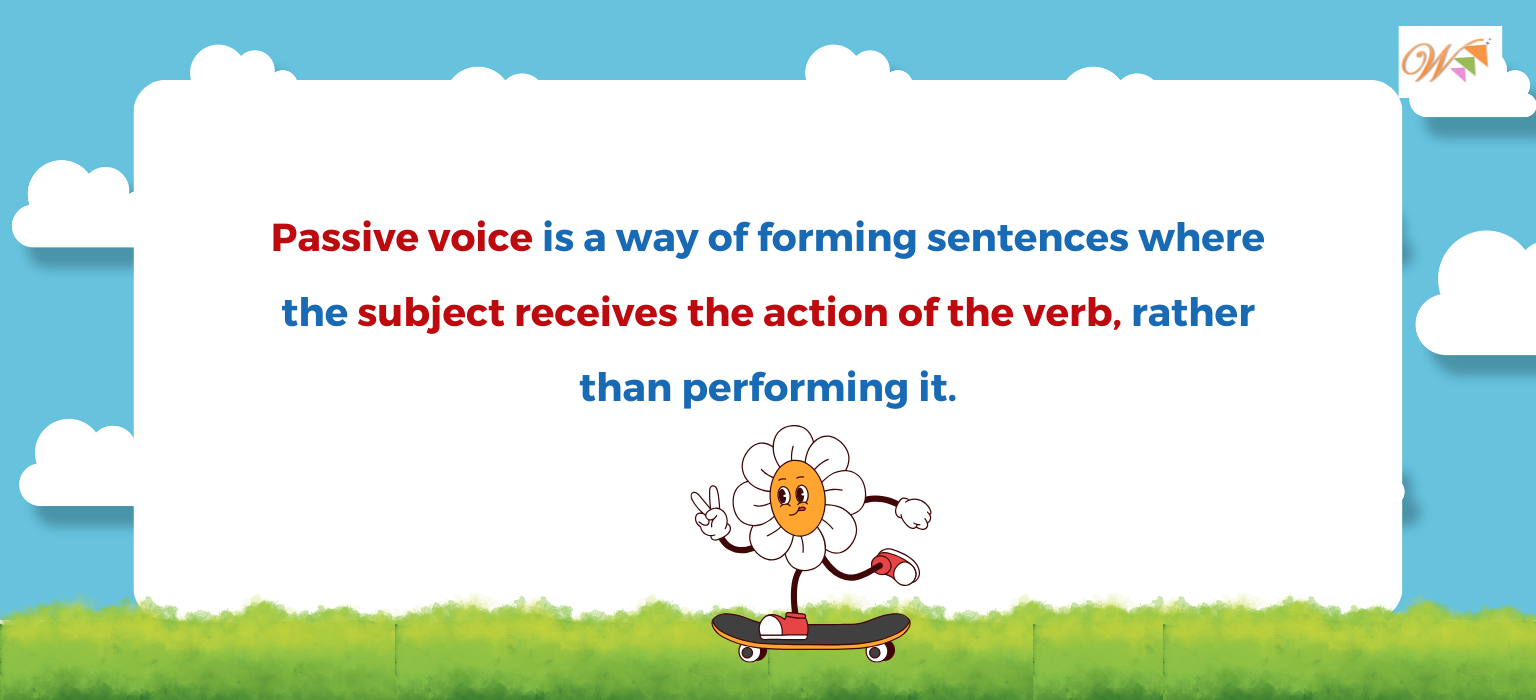 W
Passive voice is a way of forming sentences where
the subject receives the action of the verb, rather
than performing it.